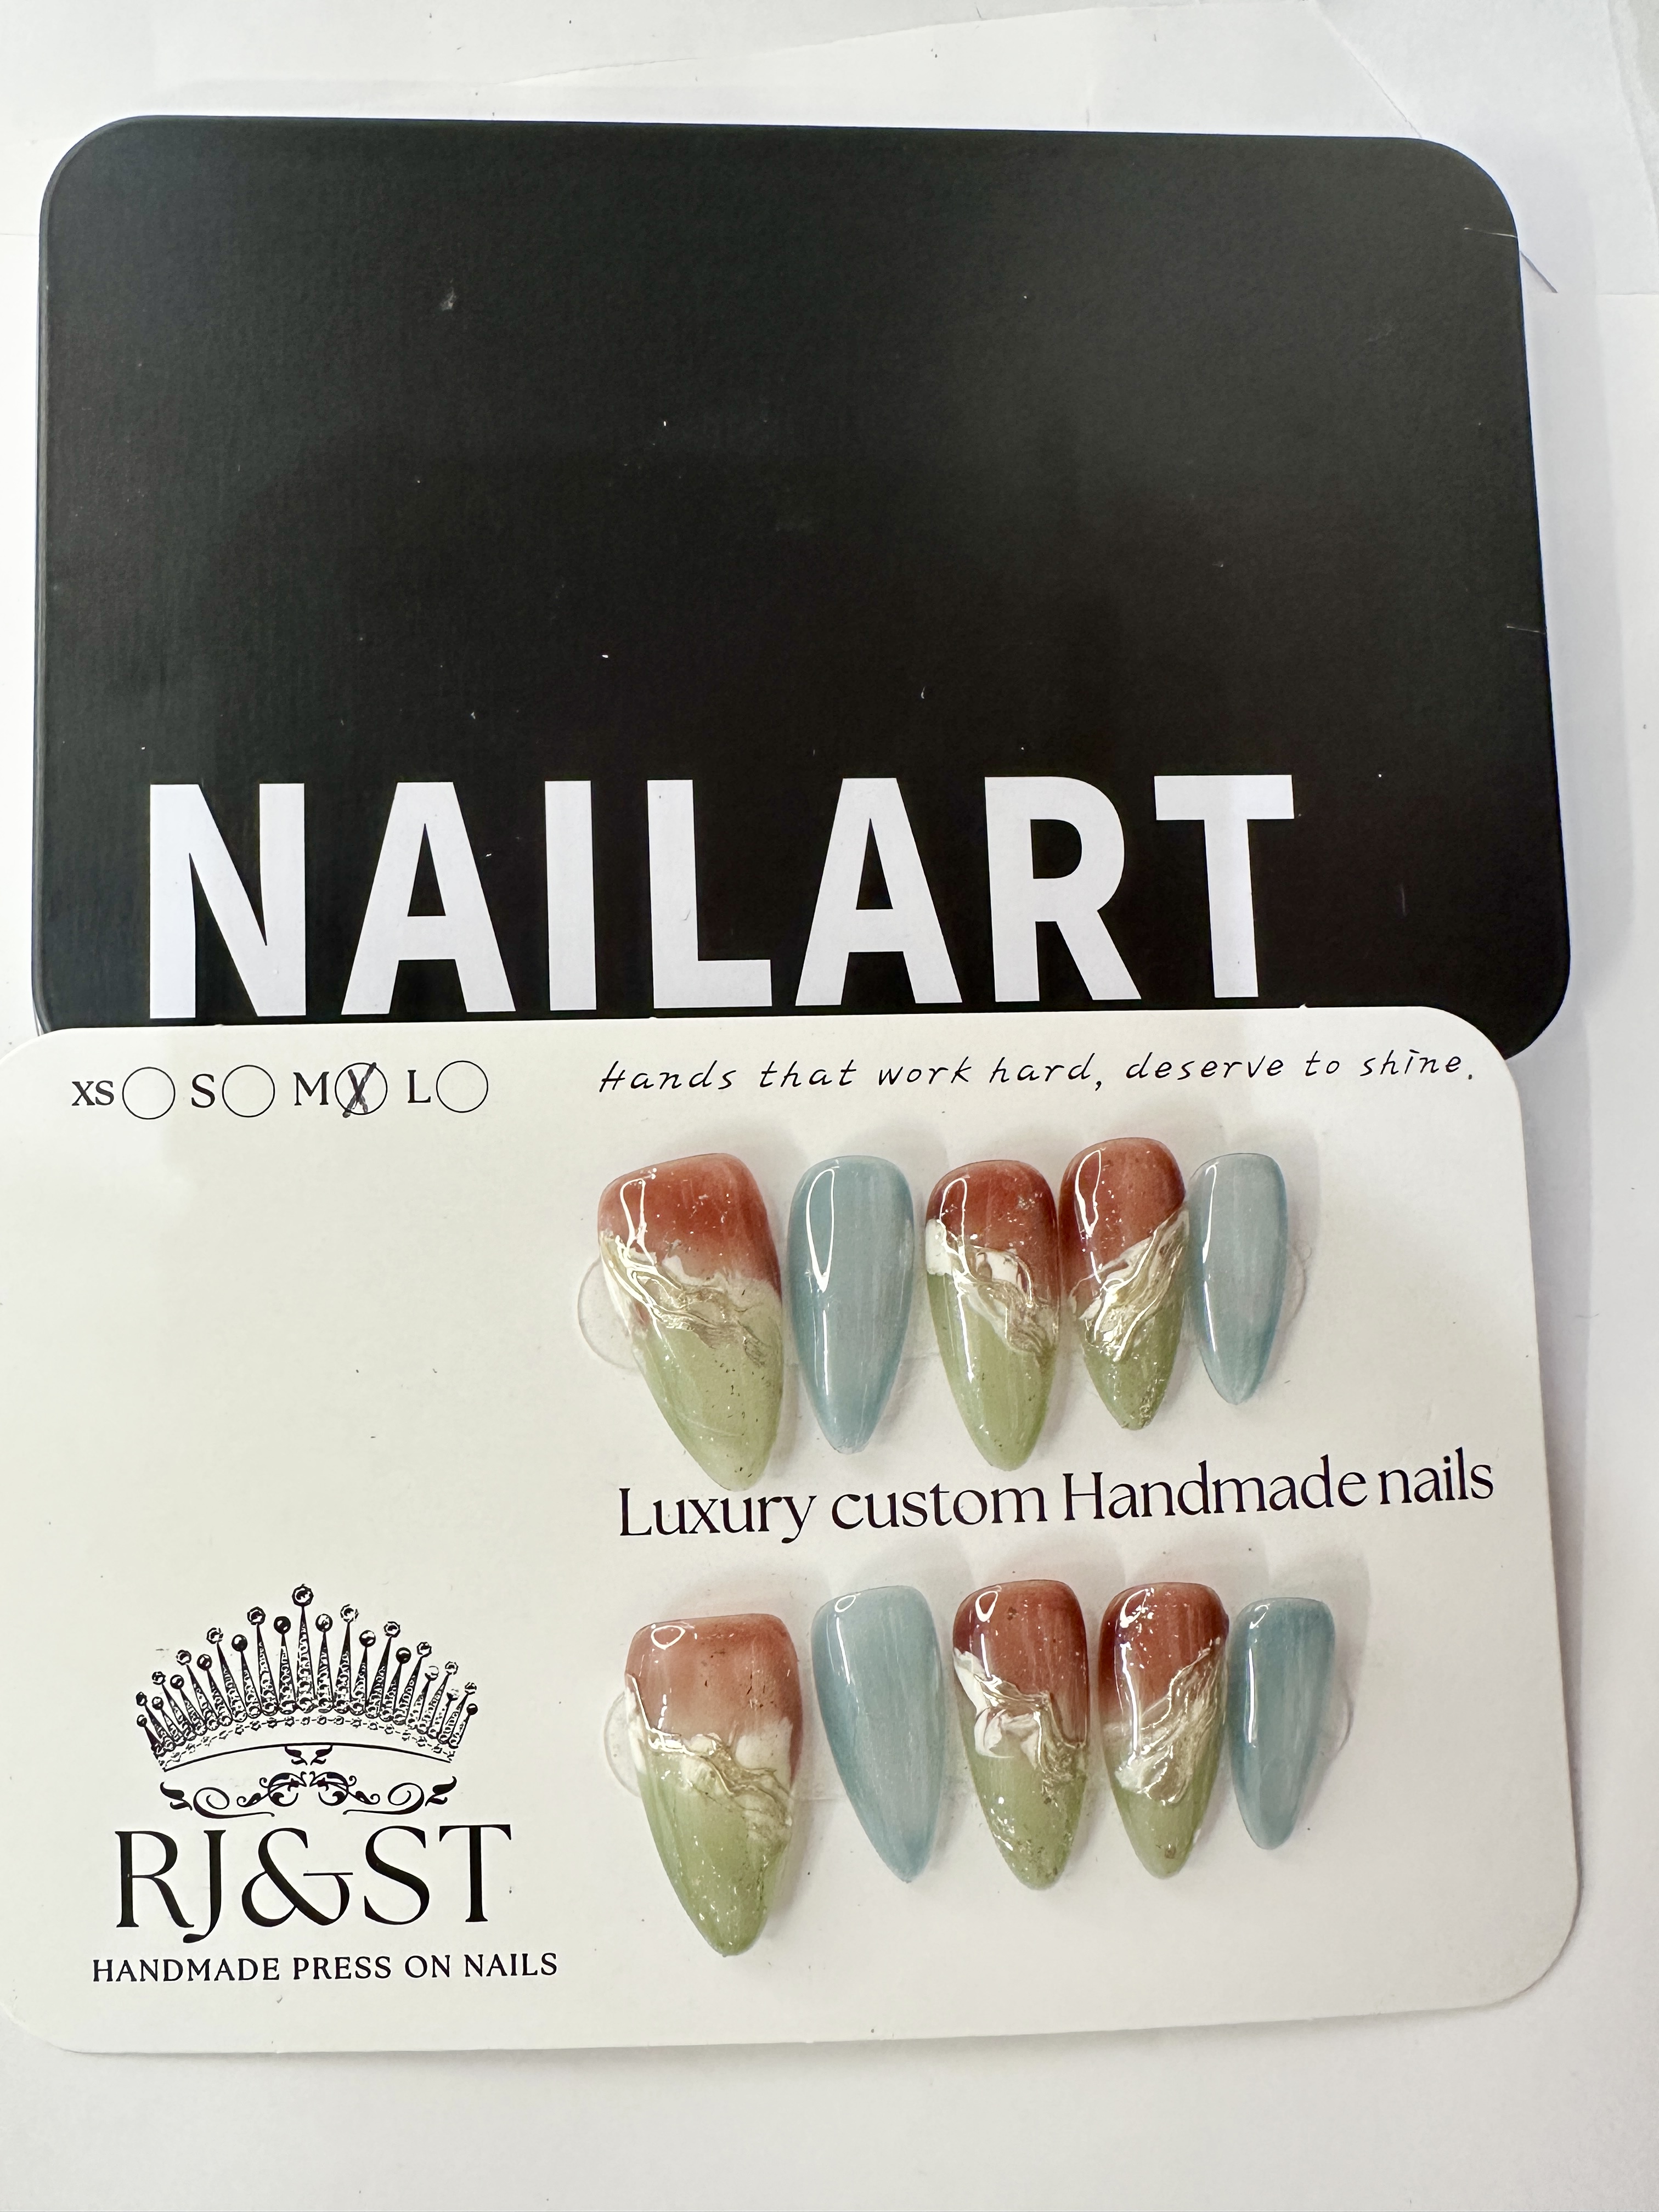 NAILART
XS S M L
Hands that work hard, deserve to shine.
Luxury custom Handmade nails
RJ&ST
HANDMADE PRESS ON NAILS